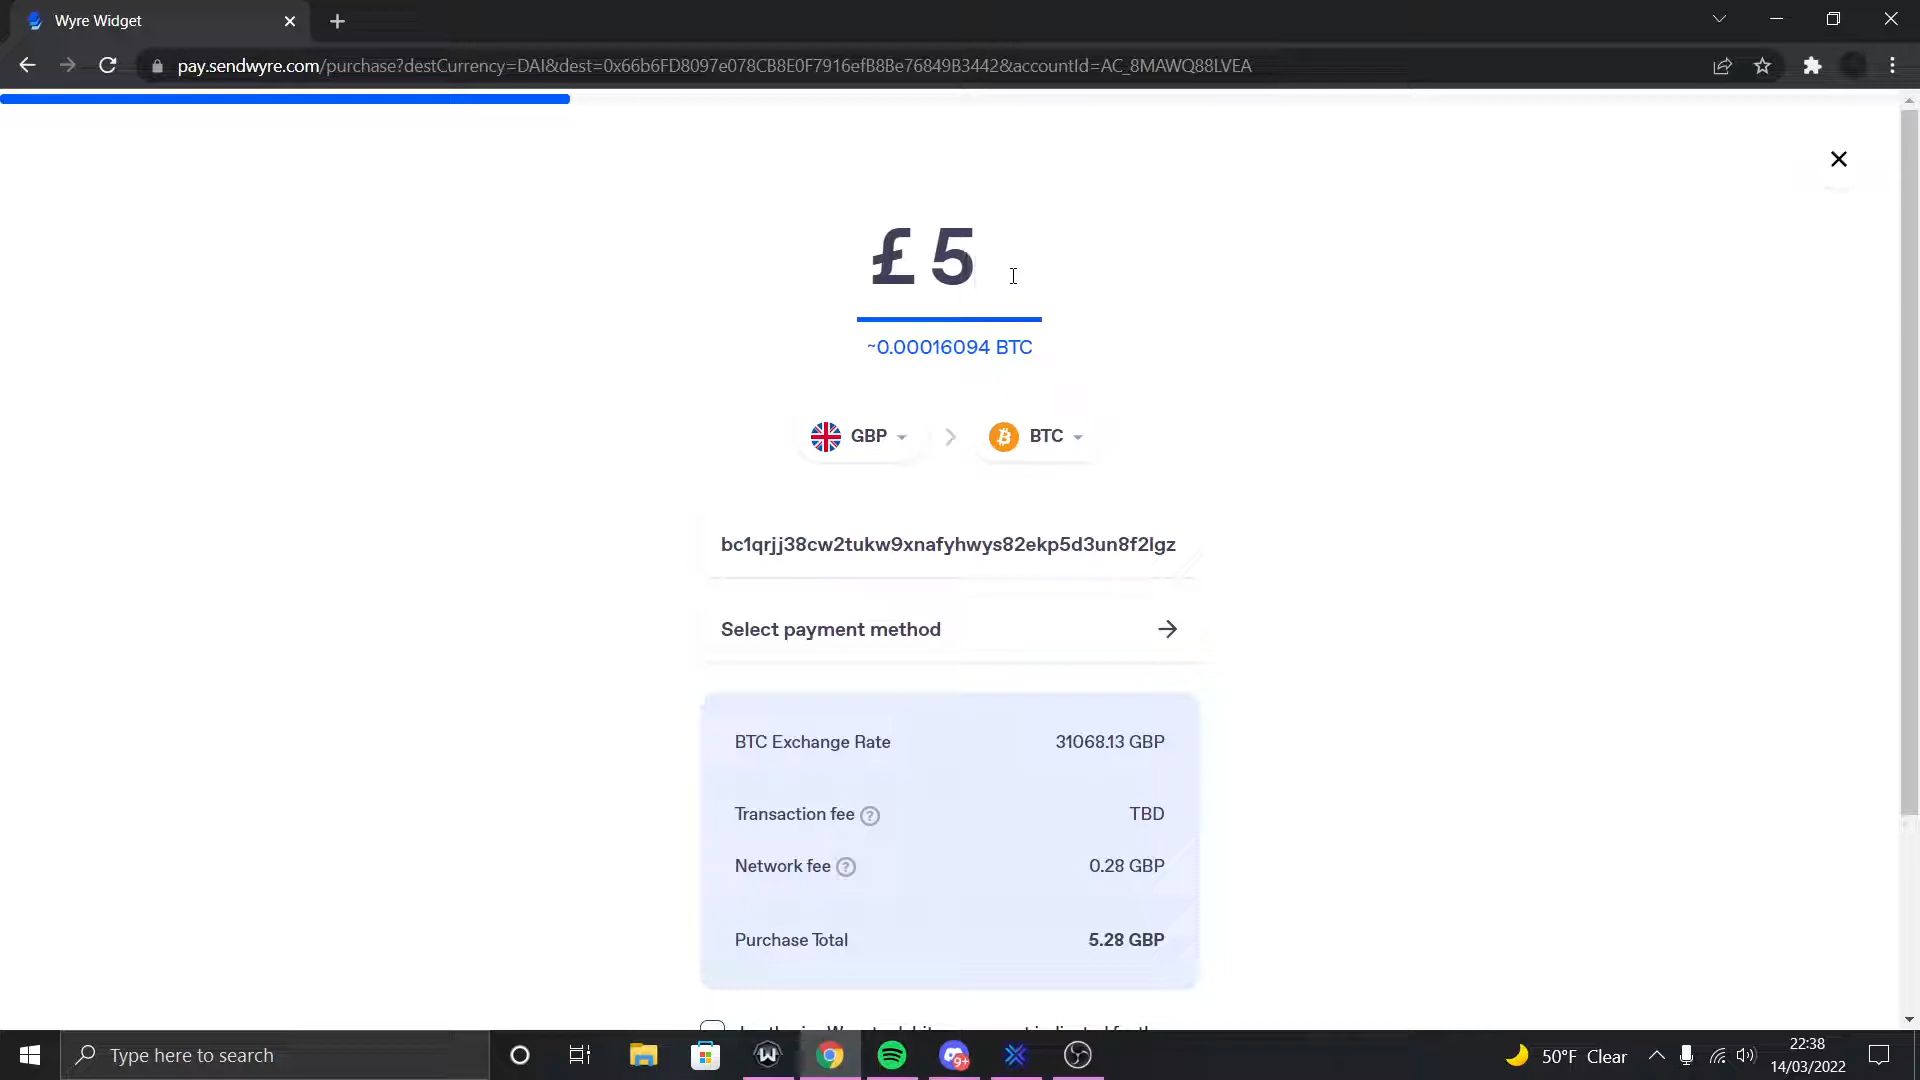 Wyre Widget
pay.sendwyre.com/purchase?destCurrency=DAI&dest=0x66b6FD8097e078CB8E0F7916efB8Be76849B3442&accountId=AC_8MAWQ88LVEA
£ 5
~0.00016094 BTC
GBP
BTC
bc1qrjj38cw2tukw9xnafyhwys82ekp5d3un8f2lgz
Select payment method
BTC Exchange Rate 31068.13 GBP
Transaction fee ? TBD
Network fee ? 0.28 GBP
Purchase Total 5.28 GBP
Type here to search
9+
50°F Clear
22:38
14/03/2022